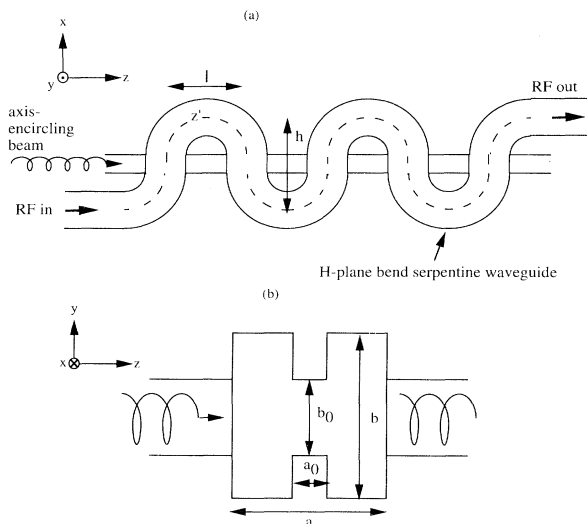 (a)
x
y
z
l
RF out
axis-
encircling
beam
z'
h
RF in
H-plane bend serpentine waveguide
(b)
y
x
z
b0
b
a0
a